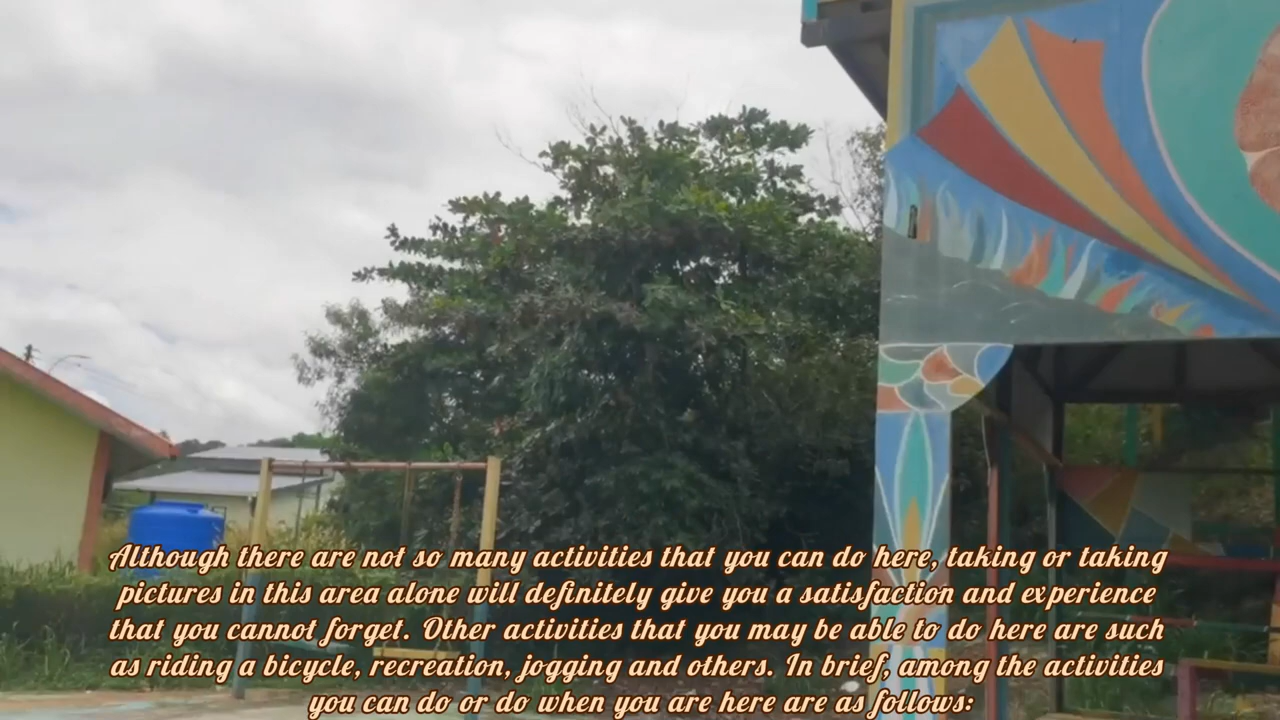 Although there are not so many activities that you can do here, taking or taking
pictures in this area alone will definitely give you a satisfaction and experience
that you cannot forget. Other activities that you may be able to do here are such
as riding a bicycle, recreation, jogging and others. In brief, among the activities
you can do or do when you are here are as follows: